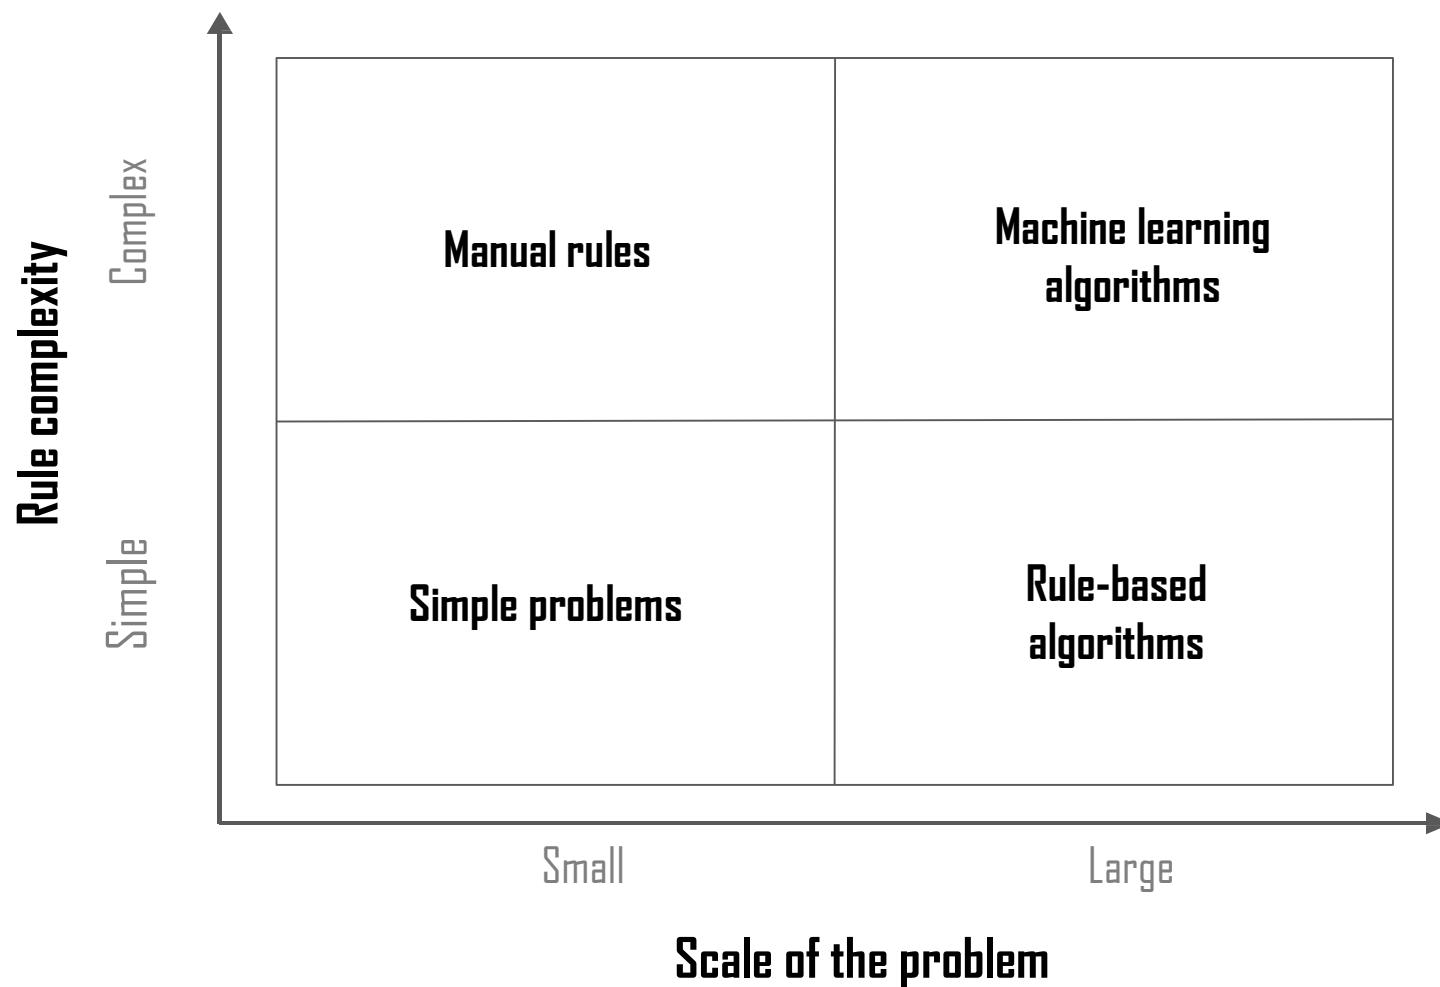 Rule complexity
Complex
Simple
Manual rules
Machine learning
algorithms
Simple problems
Rule-based
algorithms
Small
Large
Scale of the problem